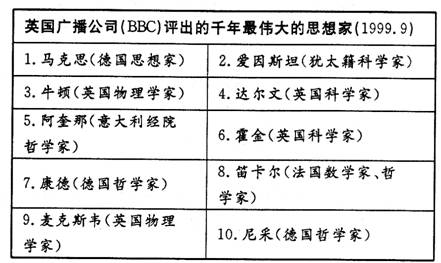 英国广播公司(BBC)评出的千年最伟大的思想家(1999.9)
1.马克思(德国思想家)
2.爱因斯坦(犹太籍科学家)
3.牛顿(英国物理学家)
4.达尔文(英国科学家)
5.阿奎那(意大利经院
哲学家)
6.霍金(英国科学家)
7.康德(德国哲学家)
8.笛卡尔(法国数学家、哲
学家)
9.麦克斯韦(英国物理
学家)
10.尼采(德国哲学家)